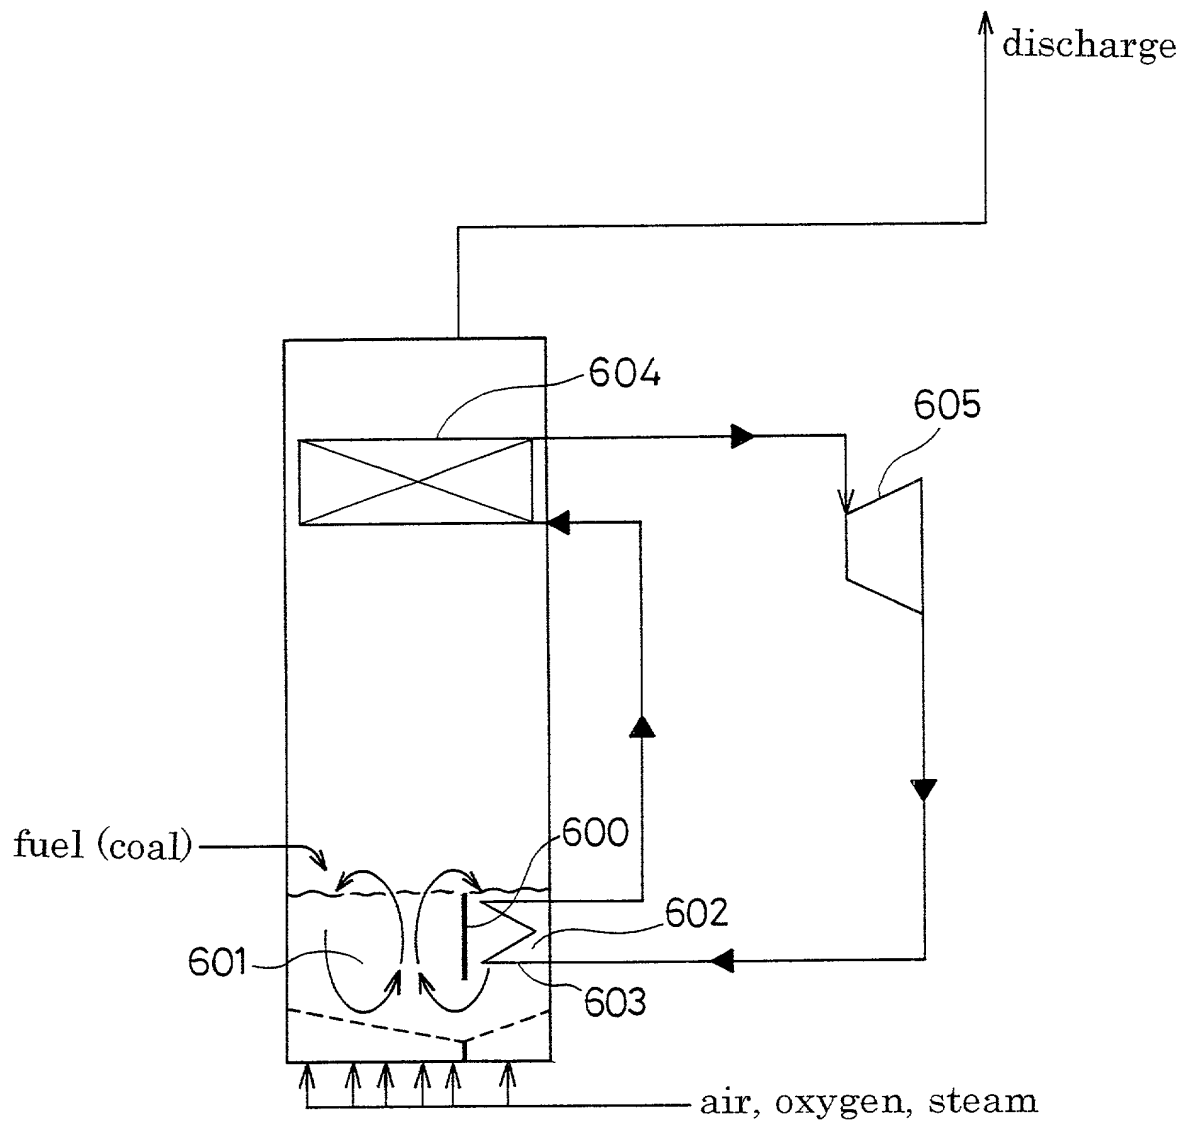 discharge
604
605
600
fuel (coal)
602
601
603
air, oxygen, steam